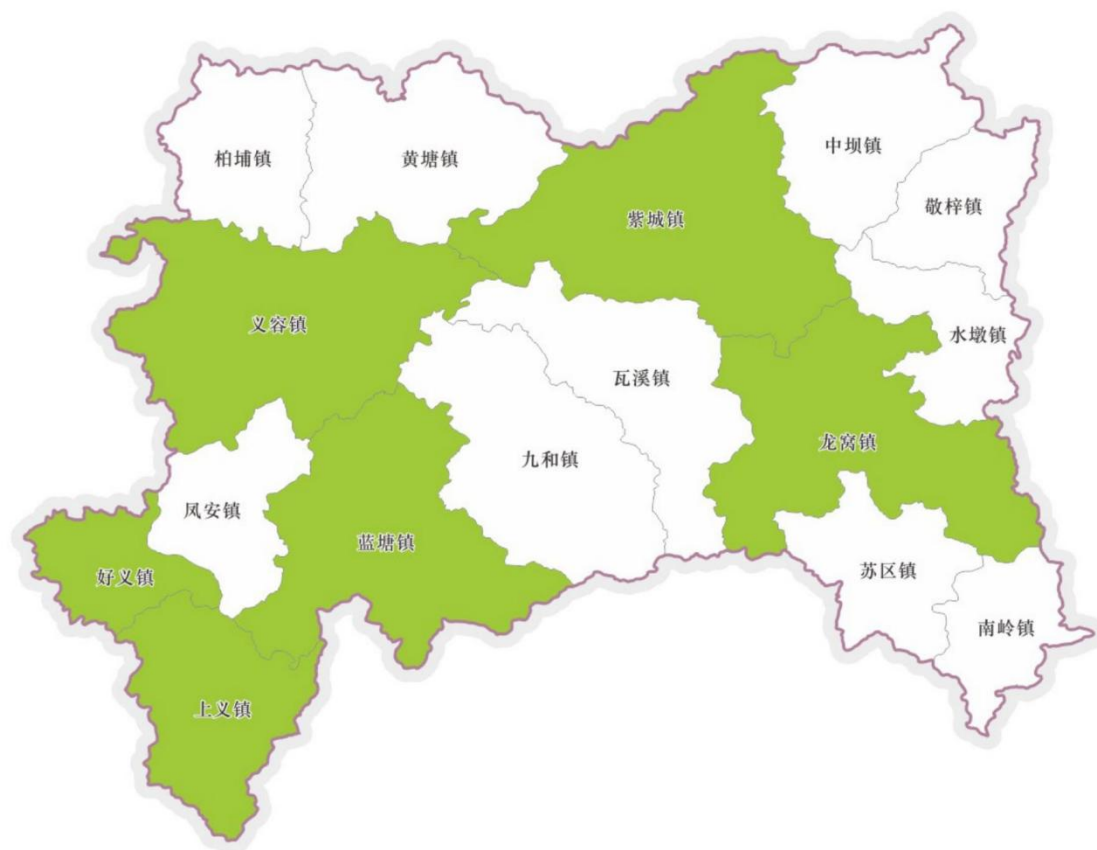 中坝镇
柏埔镇
黄塘镇
敬梓镇
紫城镇
义容镇
水墩镇
瓦溪镇
龙窝镇
九和镇
凤安镇
蓝塘镇
苏区镇
好义镇
南岭镇
上义镇